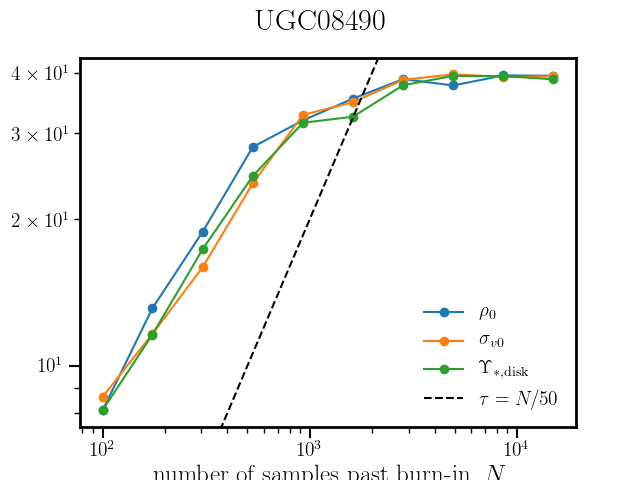 UGC08490
4 × 10¹
3 × 10¹
2 × 10¹
10¹
ρ₀
σᵥ₀
Υ∗,disk
τ = N/50
10² 10³ 10⁴
number of samples past burn-in, N